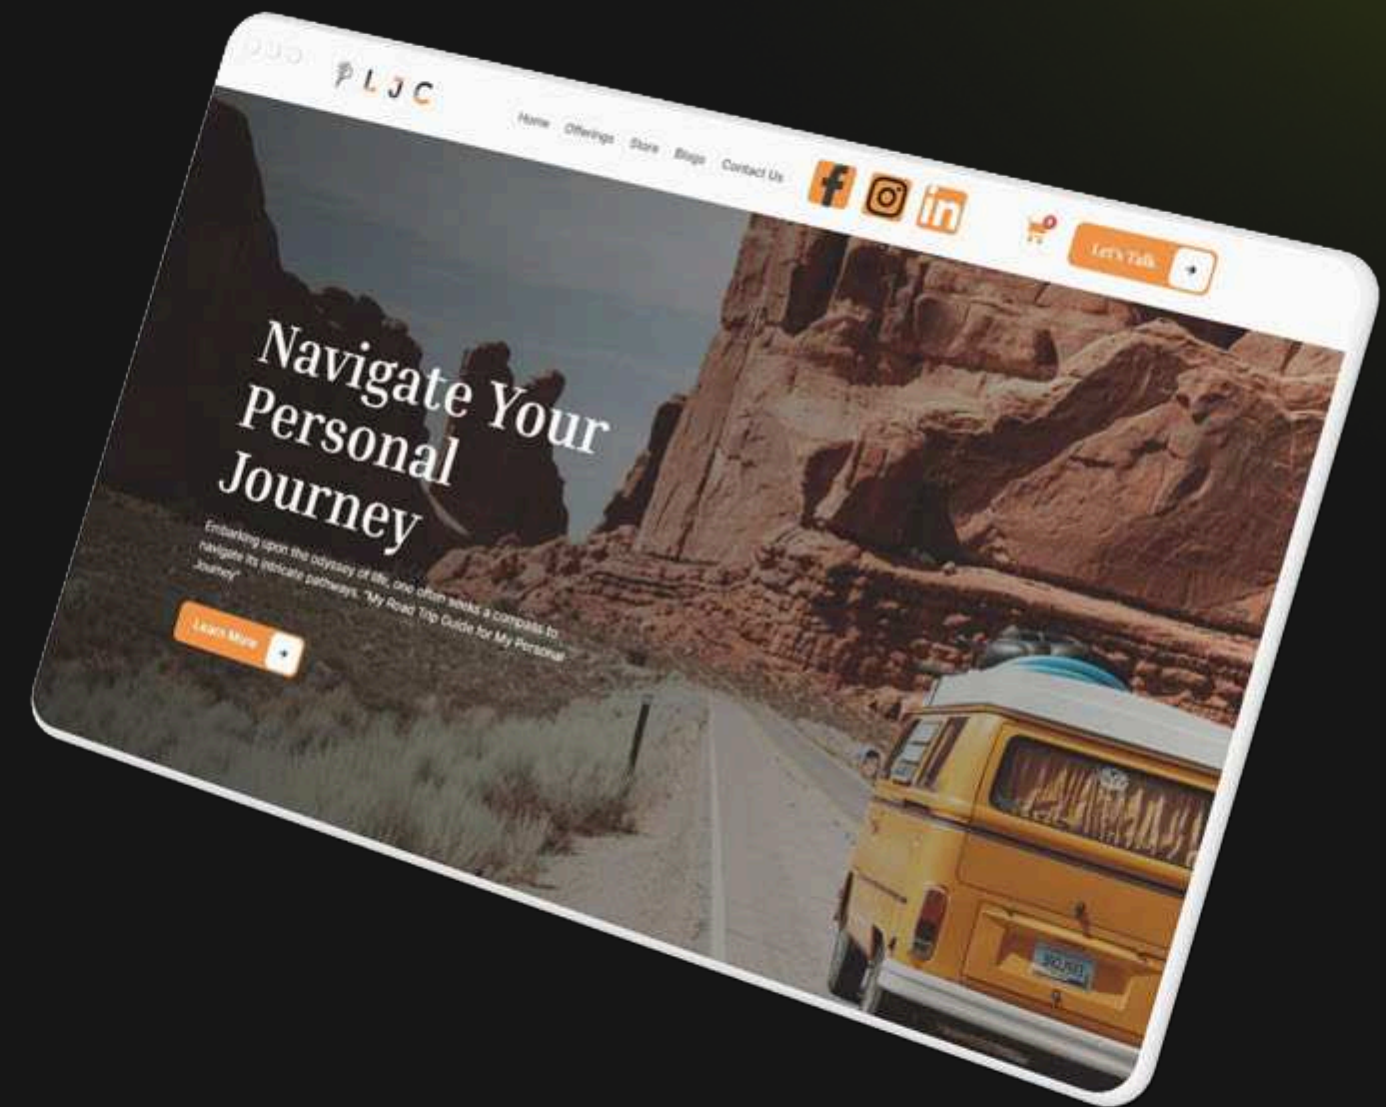 PLJC
Home Offerings Store Blogs Contact Us
Let's Talk
Navigate Your
Personal
Journey
Embarking upon the odyssey of life, one often seeks a compass to
navigate its intricate pathways. "My Road Trip Guide for My Personal
Journey"
Learn More